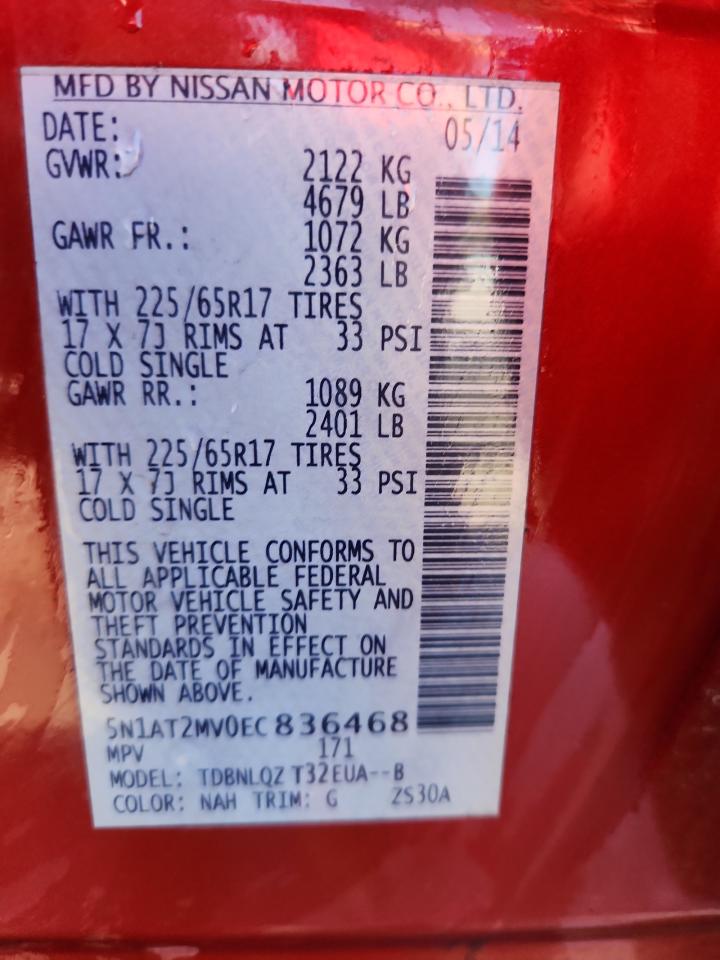 MFD BY NISSAN MOTOR CO., LTD.
DATE: 05/14
GVWR: 2122 KG
4679 LB
GAWR FR.: 1072 KG
2363 LB
WITH 225/65R17 TIRES
17 X 7J RIMS AT 33 PSI
COLD SINGLE
GAWR RR.: 1089 KG
2401 LB
WITH 225/65R17 TIRES
17 X 7J RIMS AT 33 PSI
COLD SINGLE
THIS VEHICLE CONFORMS TO
ALL APPLICABLE FEDERAL
MOTOR VEHICLE SAFETY AND
THEFT PREVENTION
STANDARDS IN EFFECT ON
THE DATE OF MANUFACTURE
SHOWN ABOVE.
5N1AT2MV0EC836468
MPV 171
MODEL: TDBNLQZ T32EUA--B
COLOR: NAH TRIM: G ZS30A